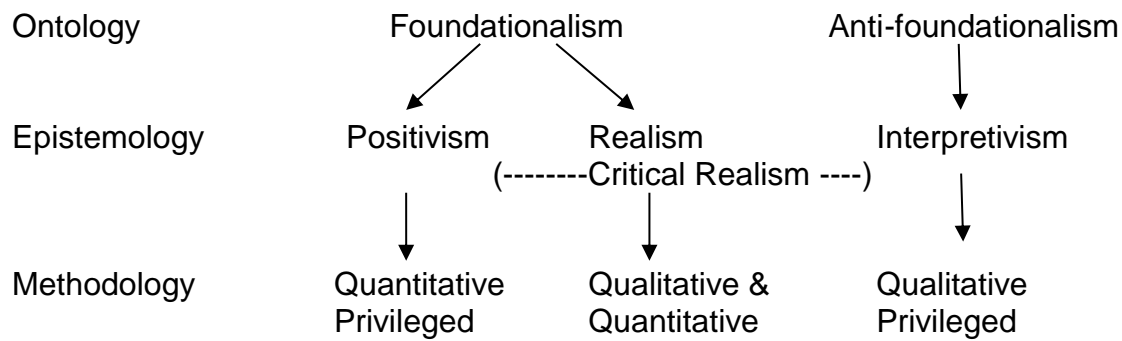 Ontology Foundationalism Anti-foundationalism
Epistemology Positivism Realism Interpretivism
(--------Critical Realism ----)
Methodology Quantitative Qualitative & Qualitative
Privileged Quantitative Privileged